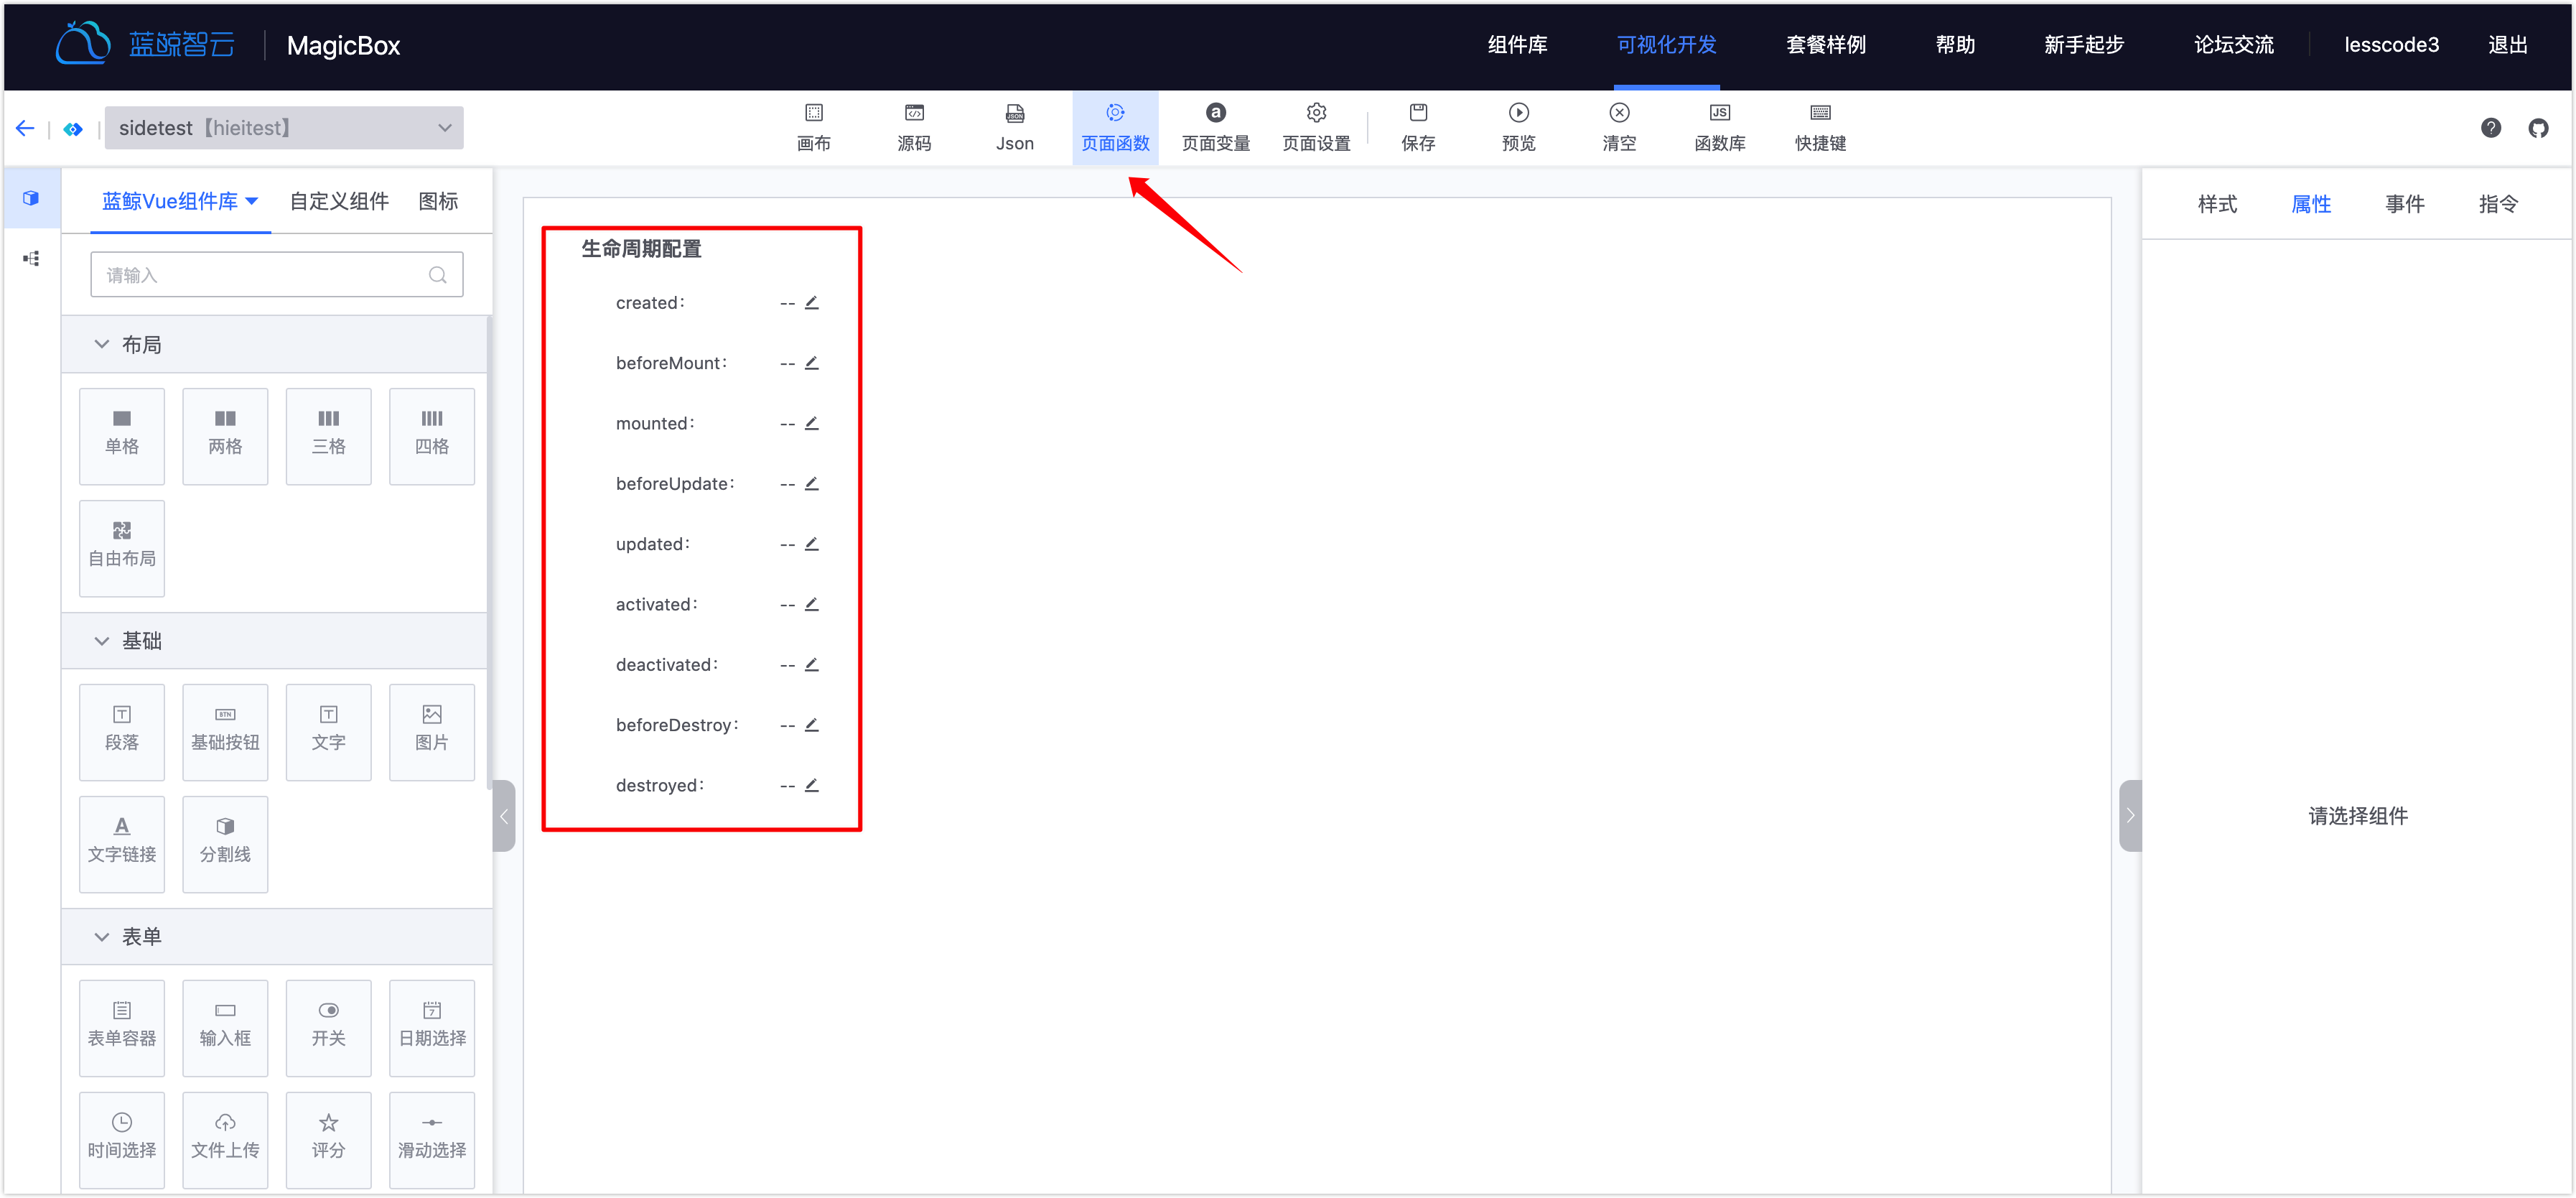 蓝鲸智云 MagicBox 组件库 可视化开发 套餐样例 帮助 新手起步 论坛交流 lesscode3 退出
sidetest【hieitest】
画布 源码 Json 页面函数 页面变量 页面设置 保存 预览 清空 函数库 快捷键
蓝鲸Vue组件库 自定义组件 图标
请输入
布局
单格 两格 三格 四格
自由布局
基础
段落 基础按钮 文字 图片
文字链接 分割线
表单
表单容器 输入框 开关 日期选择
时间选择 文件上传 评分 滑动选择
生命周期配置
created： --
beforeMount： --
mounted： --
beforeUpdate： --
updated： --
activated： --
deactivated： --
beforeDestroy： --
destroyed： --
样式 属性 事件 指令
请选择组件